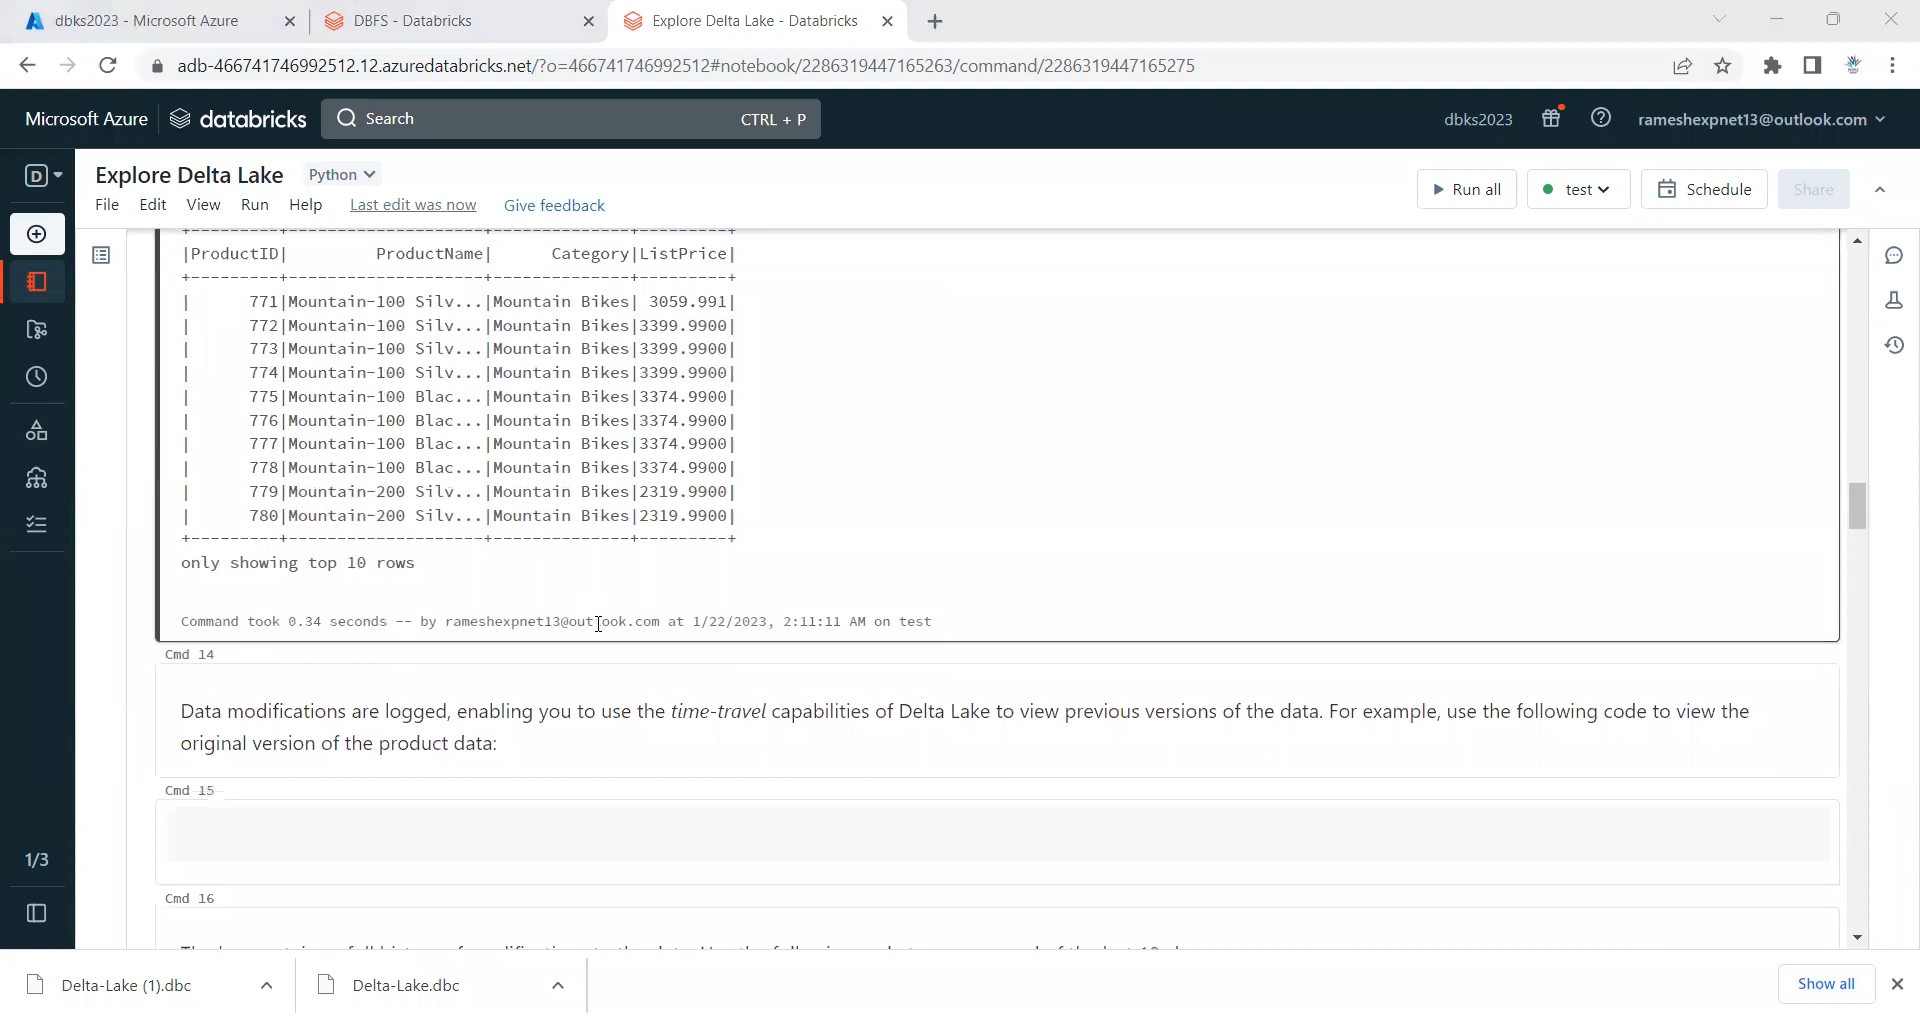 dbks2023 - Microsoft Azure
DBFS - Databricks
Explore Delta Lake - Databricks
adb-466741746992512.12.azuredatabricks.net/?o=466741746992512#notebook/2286319447165263/command/2286319447165275
Microsoft Azure
databricks
Search
CTRL + P
dbks2023
rameshexpnet13@outlook.com
D
Explore Delta Lake
Python
File Edit View Run Help Last edit was now Give feedback
Run all
test
Schedule
Share
+---------+--------------------+--------------+---------+
|ProductID| ProductName| Category|ListPrice|
+---------+--------------------+--------------+---------+
| 771|Mountain-100 Silv...|Mountain Bikes| 3059.991|
| 772|Mountain-100 Silv...|Mountain Bikes|3399.9900|
| 773|Mountain-100 Silv...|Mountain Bikes|3399.9900|
| 774|Mountain-100 Silv...|Mountain Bikes|3399.9900|
| 775|Mountain-100 Blac...|Mountain Bikes|3374.9900|
| 776|Mountain-100 Blac...|Mountain Bikes|3374.9900|
| 777|Mountain-100 Blac...|Mountain Bikes|3374.9900|
| 778|Mountain-100 Blac...|Mountain Bikes|3374.9900|
| 779|Mountain-200 Silv...|Mountain Bikes|2319.9900|
| 780|Mountain-200 Silv...|Mountain Bikes|2319.9900|
+---------+--------------------+--------------+---------+
only showing top 10 rows
Command took 0.34 seconds -- by rameshexpnet13@outlook.com at 1/22/2023, 2:11:11 AM on test
Cmd 14
Data modifications are logged, enabling you to use the time-travel capabilities of Delta Lake to view previous versions of the data. For example, use the following code to view the
original version of the product data:
Cmd 15
1/3
Cmd 16
Delta-Lake (1).dbc
Delta-Lake.dbc
Show all